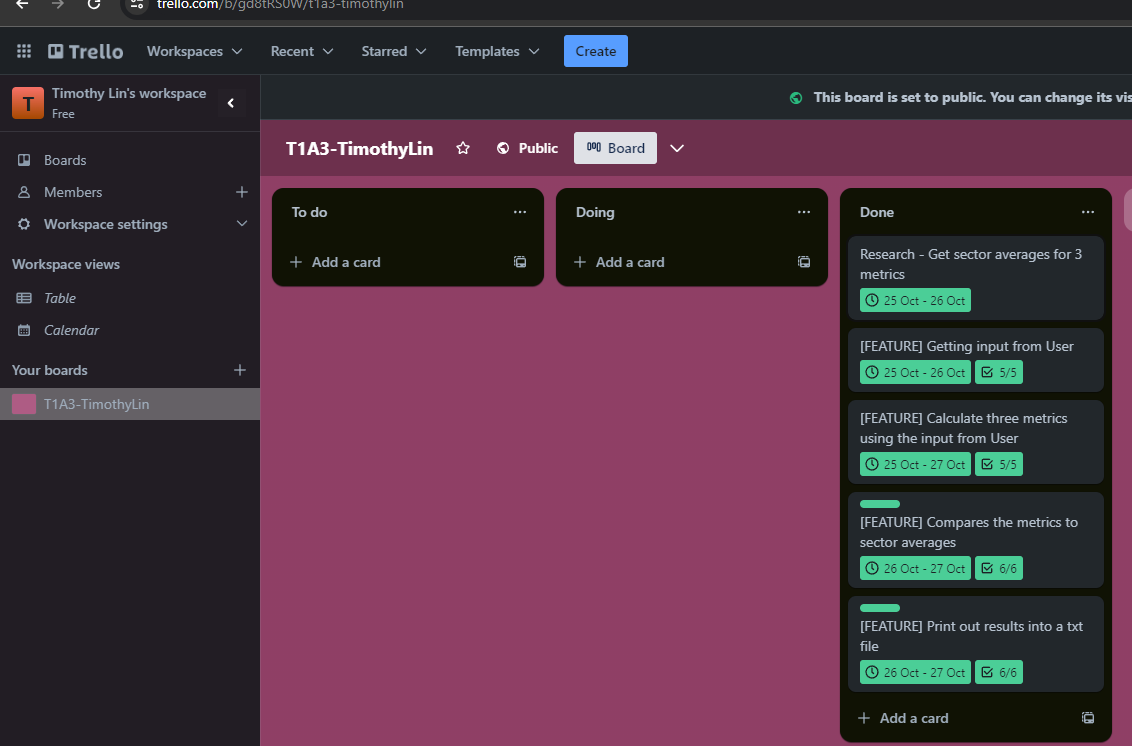 trello.com/b/gd8tRS0W/t1a3-timothylin
Trello
Workspaces
Recent
Starred
Templates
Create
T
Timothy Lin's workspace
Free
This board is set to public. You can change its vis
Boards
Members
Workspace settings
Workspace views
Table
Calendar
Your boards
T1A3-TimothyLin
T1A3-TimothyLin
Public
Board
To do
Add a card
Doing
Add a card
Done
Research - Get sector averages for 3
metrics
25 Oct - 26 Oct
[FEATURE] Getting input from User
25 Oct - 26 Oct
5/5
[FEATURE] Calculate three metrics
using the input from User
25 Oct - 27 Oct
5/5
[FEATURE] Compares the metrics to
sector averages
26 Oct - 27 Oct
6/6
[FEATURE] Print out results into a txt
file
26 Oct - 27 Oct
6/6
Add a card